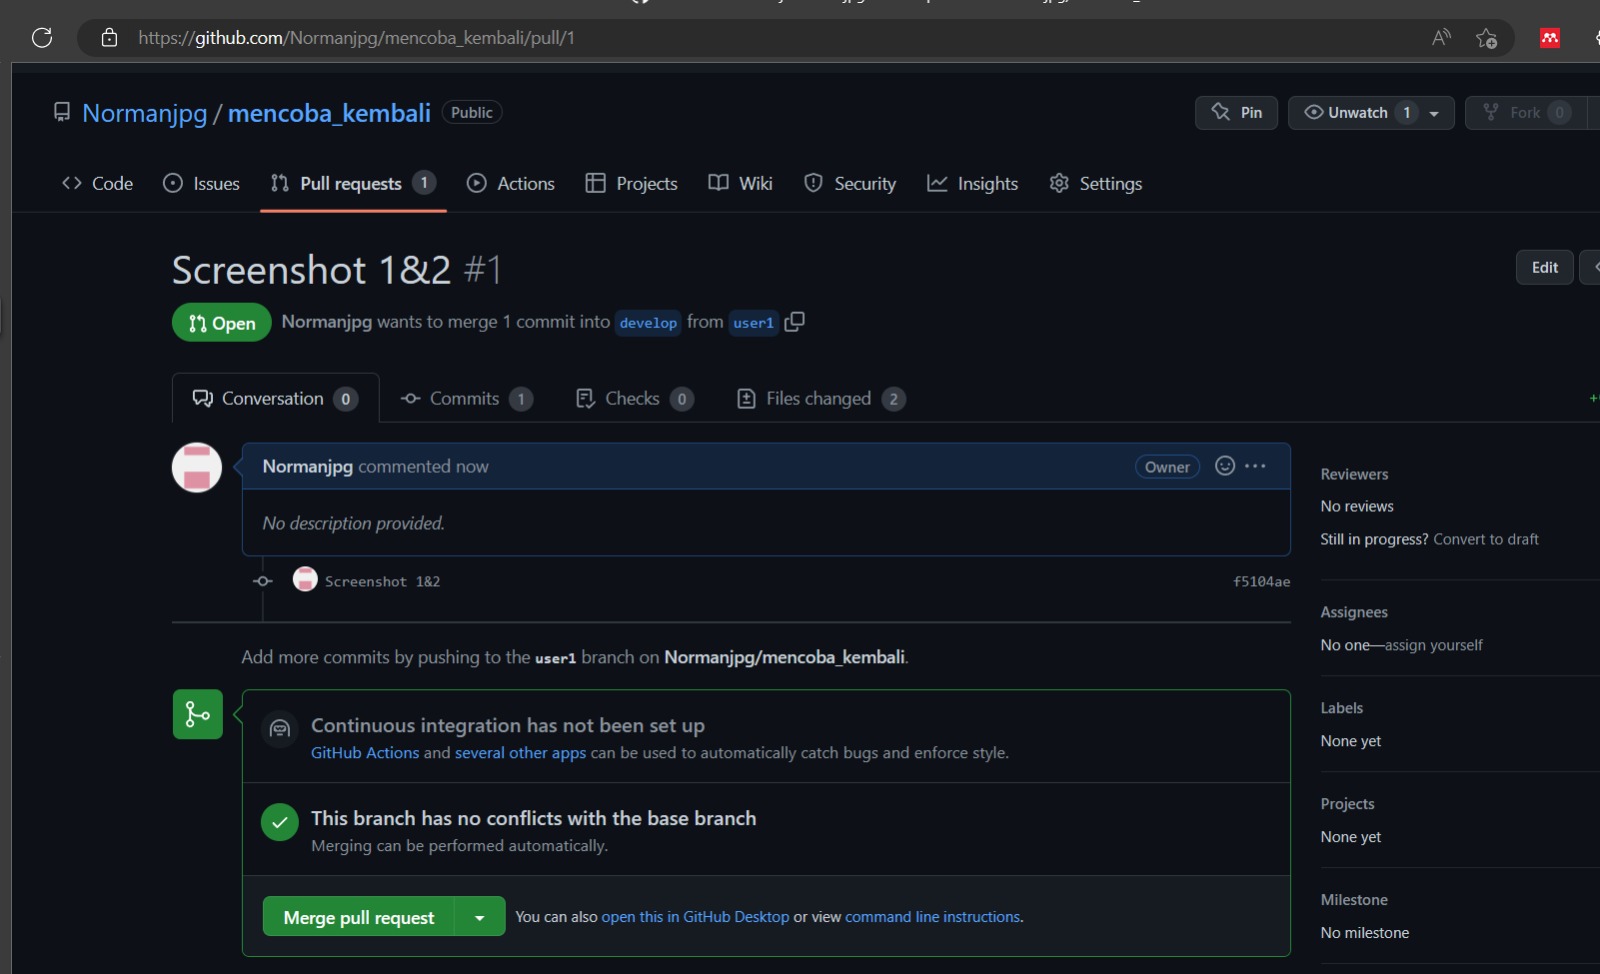 https://github.com/Normanjpg/mencoba_kembali/pull/1
Normanjpg / mencoba_kembali Public
Pin
Unwatch 1
Fork 0
Code
Issues
Pull requests 1
Actions
Projects
Wiki
Security
Insights
Settings
Screenshot 1&2 #1
Edit
Open
Normanjpg wants to merge 1 commit into develop from user1
Conversation 0
Commits 1
Checks 0
Files changed 2
Normanjpg commented now
Owner
No description provided.
Screenshot 1&2
f5104ae
Add more commits by pushing to the user1 branch on Normanjpg/mencoba_kembali.
Continuous integration has not been set up
GitHub Actions and several other apps can be used to automatically catch bugs and enforce style.
This branch has no conflicts with the base branch
Merging can be performed automatically.
Merge pull request
You can also open this in GitHub Desktop or view command line instructions.
Reviewers
No reviews
Still in progress? Convert to draft
Assignees
No one—assign yourself
Labels
None yet
Projects
None yet
Milestone
No milestone